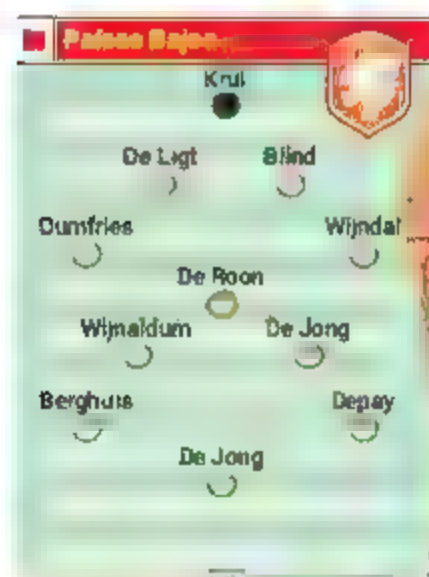 Krul
De Ligt Blind
Dumfries Wijndal
De Roon
Wijnaldum De Jong
Berghuis Depay
De Jong